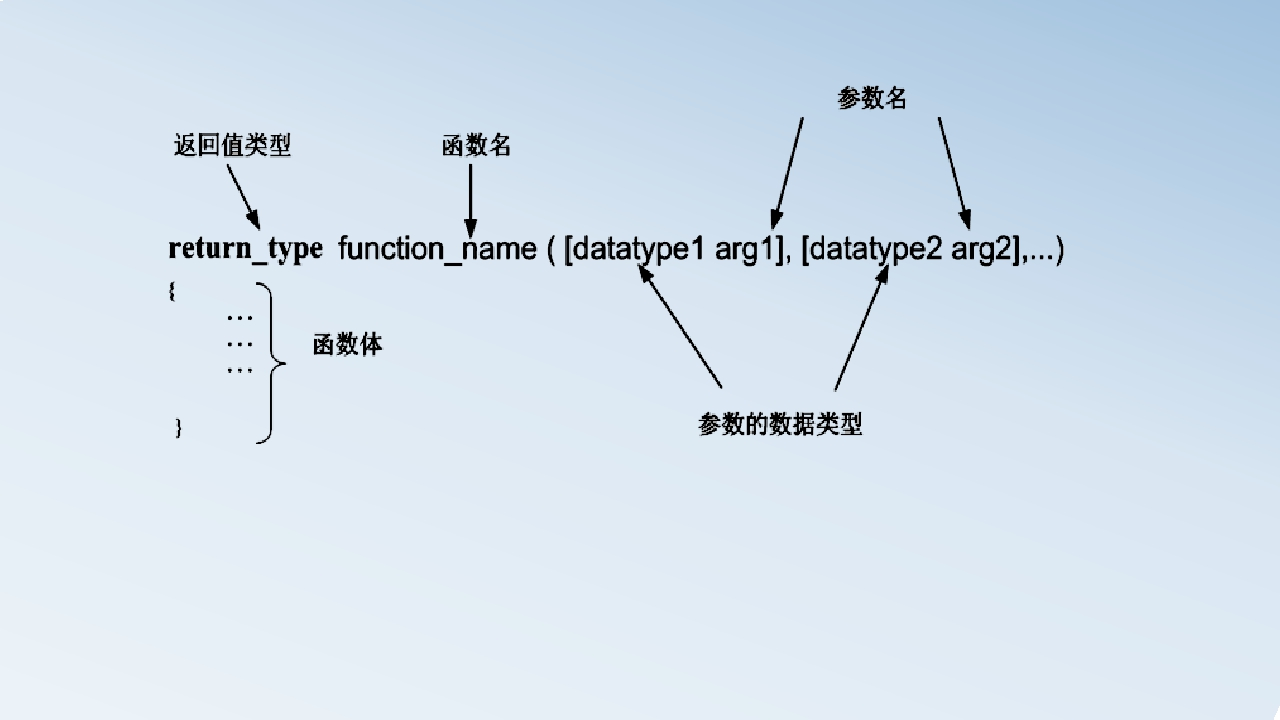 参数名
返回值类型
函数名
return_type function_name ( [datatype1 arg1], [datatype2 arg2],...)
{
...
...
...
函数体
}
参数的数据类型